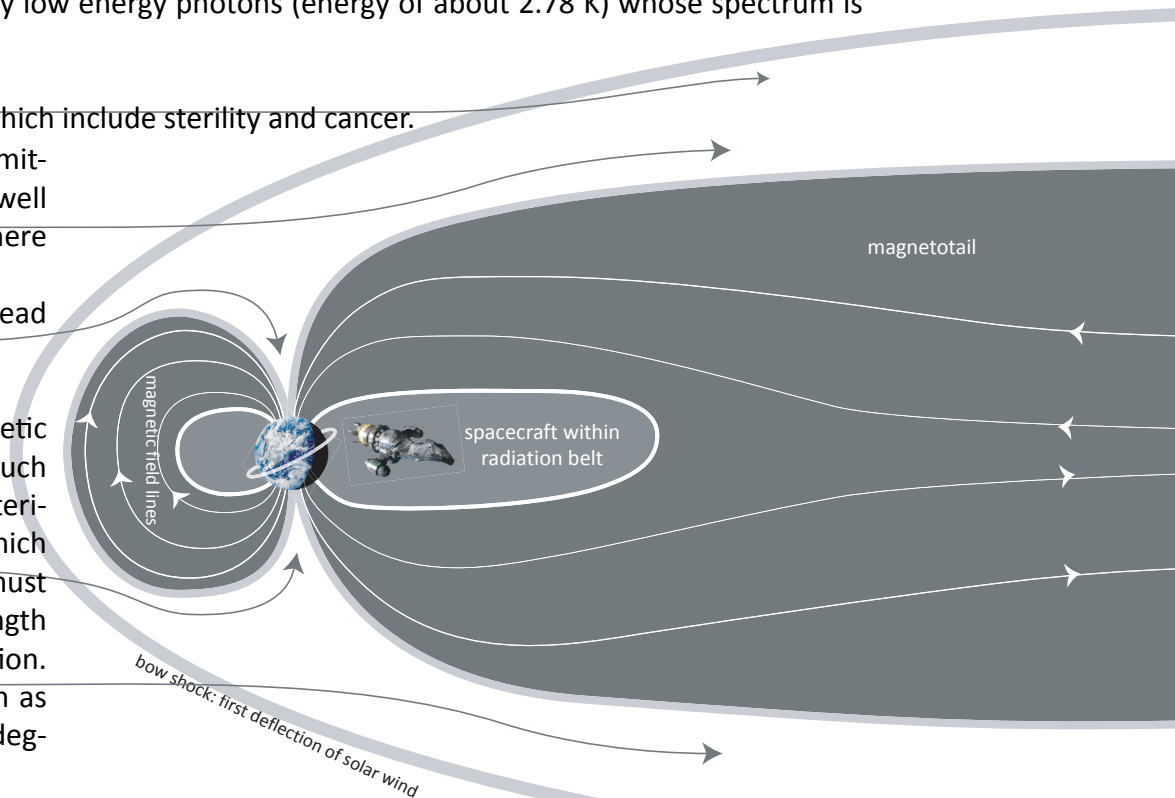 y low energy photons (energy of about 2.78 K) whose spectrum is
hich include sterility and cancer.
mit-
well
here
ead
etic
uch
teri-
hich
nust
ngth
tion.
n as
deg-
magnetotail
magnetic field lines
spacecraft within
radiation belt
bow shock: first deflection of solar wind